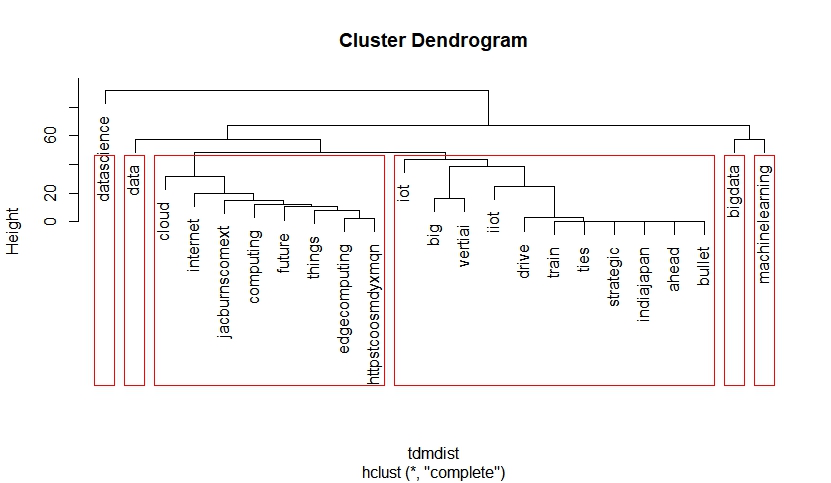 Cluster Dendrogram
Height
60
20
0
datascience
data
cloud
internet
jacburnscomext
computing
future
things
edgecomputing
httpstcoosmdyxmqn
iot
big
vertiai
iiot
drive
train
ties
strategic
indiajapan
ahead
bullet
bigdata
machinelearning
tdmdist
hclust (*, "complete")